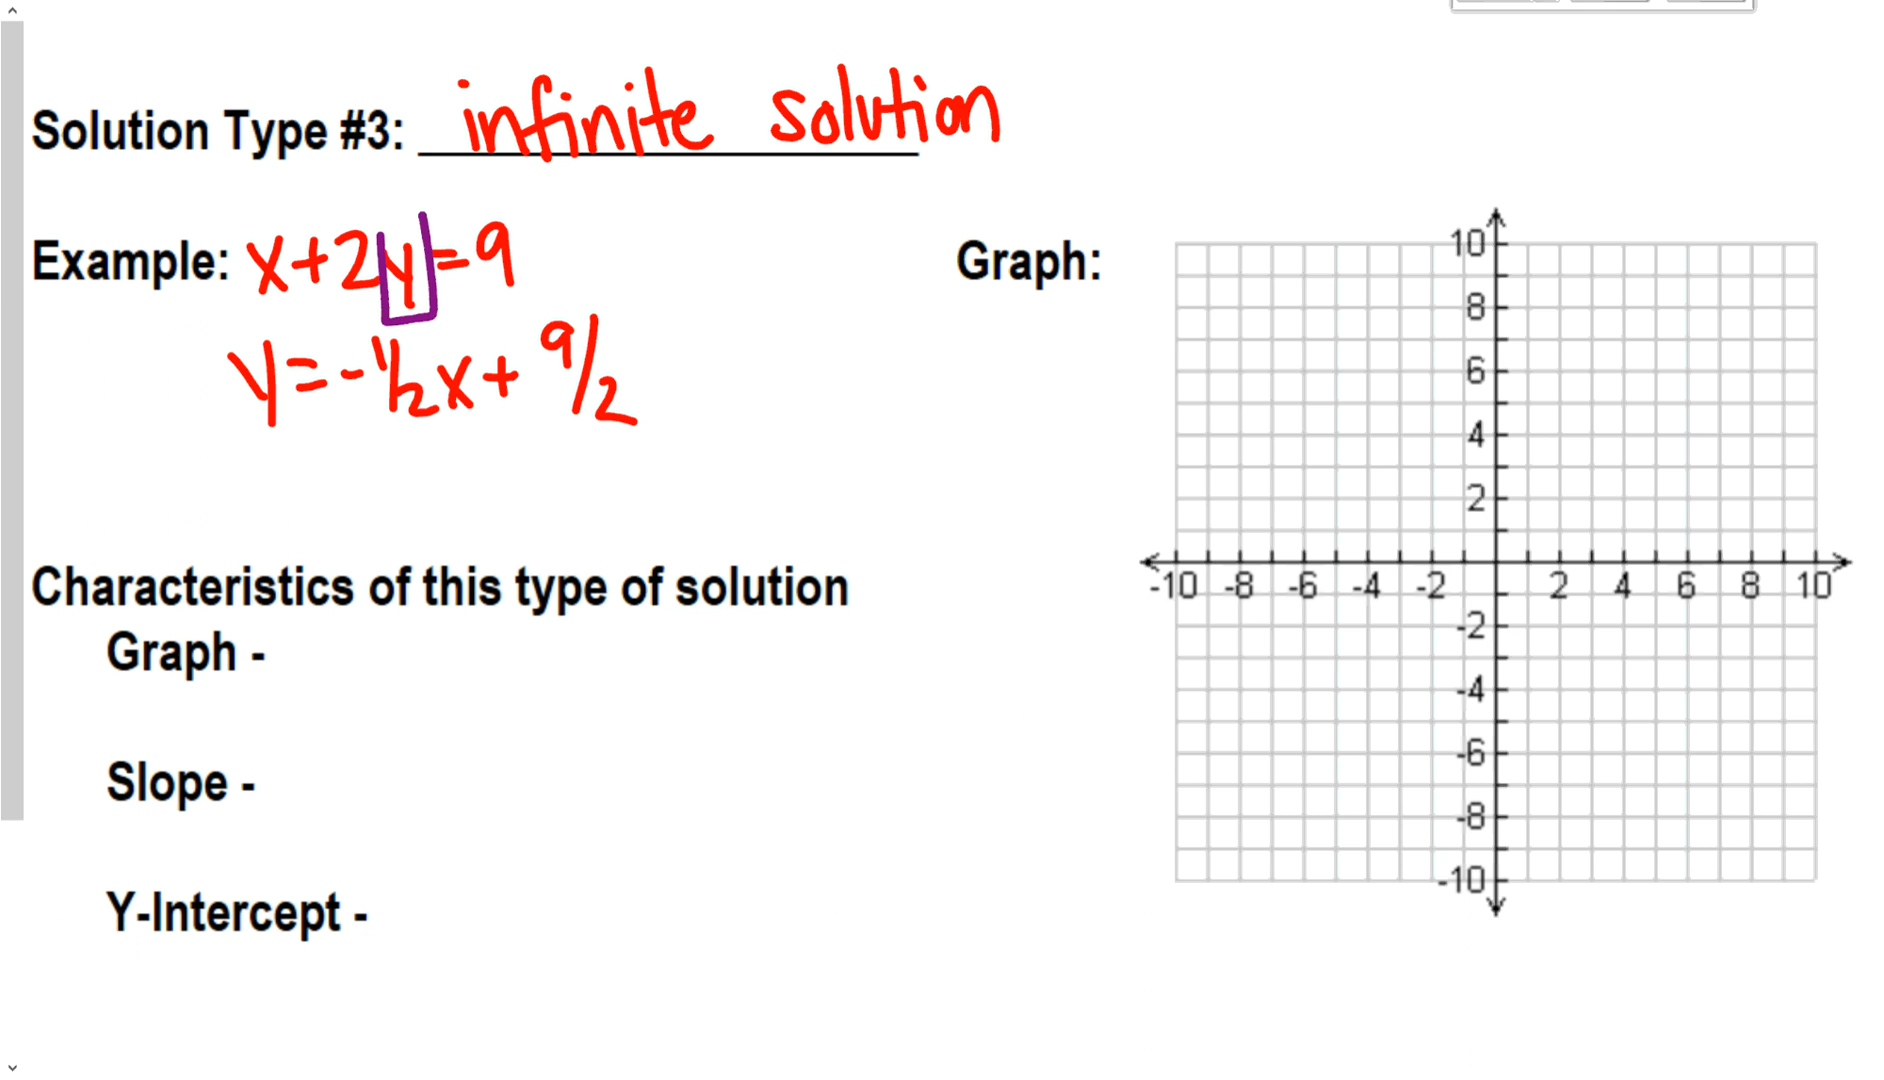 Solution Type #3: infinite solution
Example: x+2y=9
y=-1/2x+9/2
Graph:
10
8
6
4
2
-10 -8 -6 -4 -2 2 4 6 8 10
-2
-4
-6
-8
-10
Characteristics of this type of solution
Graph -
Slope -
Y-Intercept -